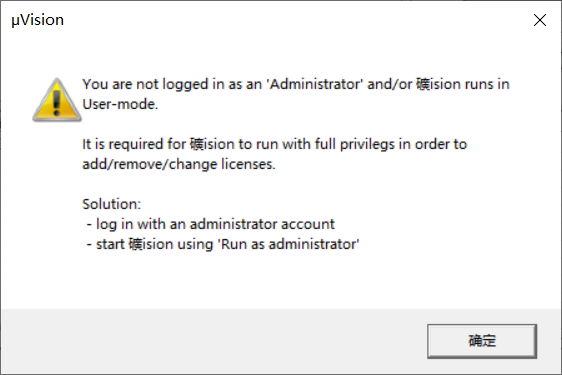 μVision
You are not logged in as an 'Administrator' and/or 礦ision runs in
User-mode.
It is required for 礦ision to run with full privilegs in order to
add/remove/change licenses.
Solution:
- log in with an administrator account
- start 礦ision using 'Run as administrator'
确定